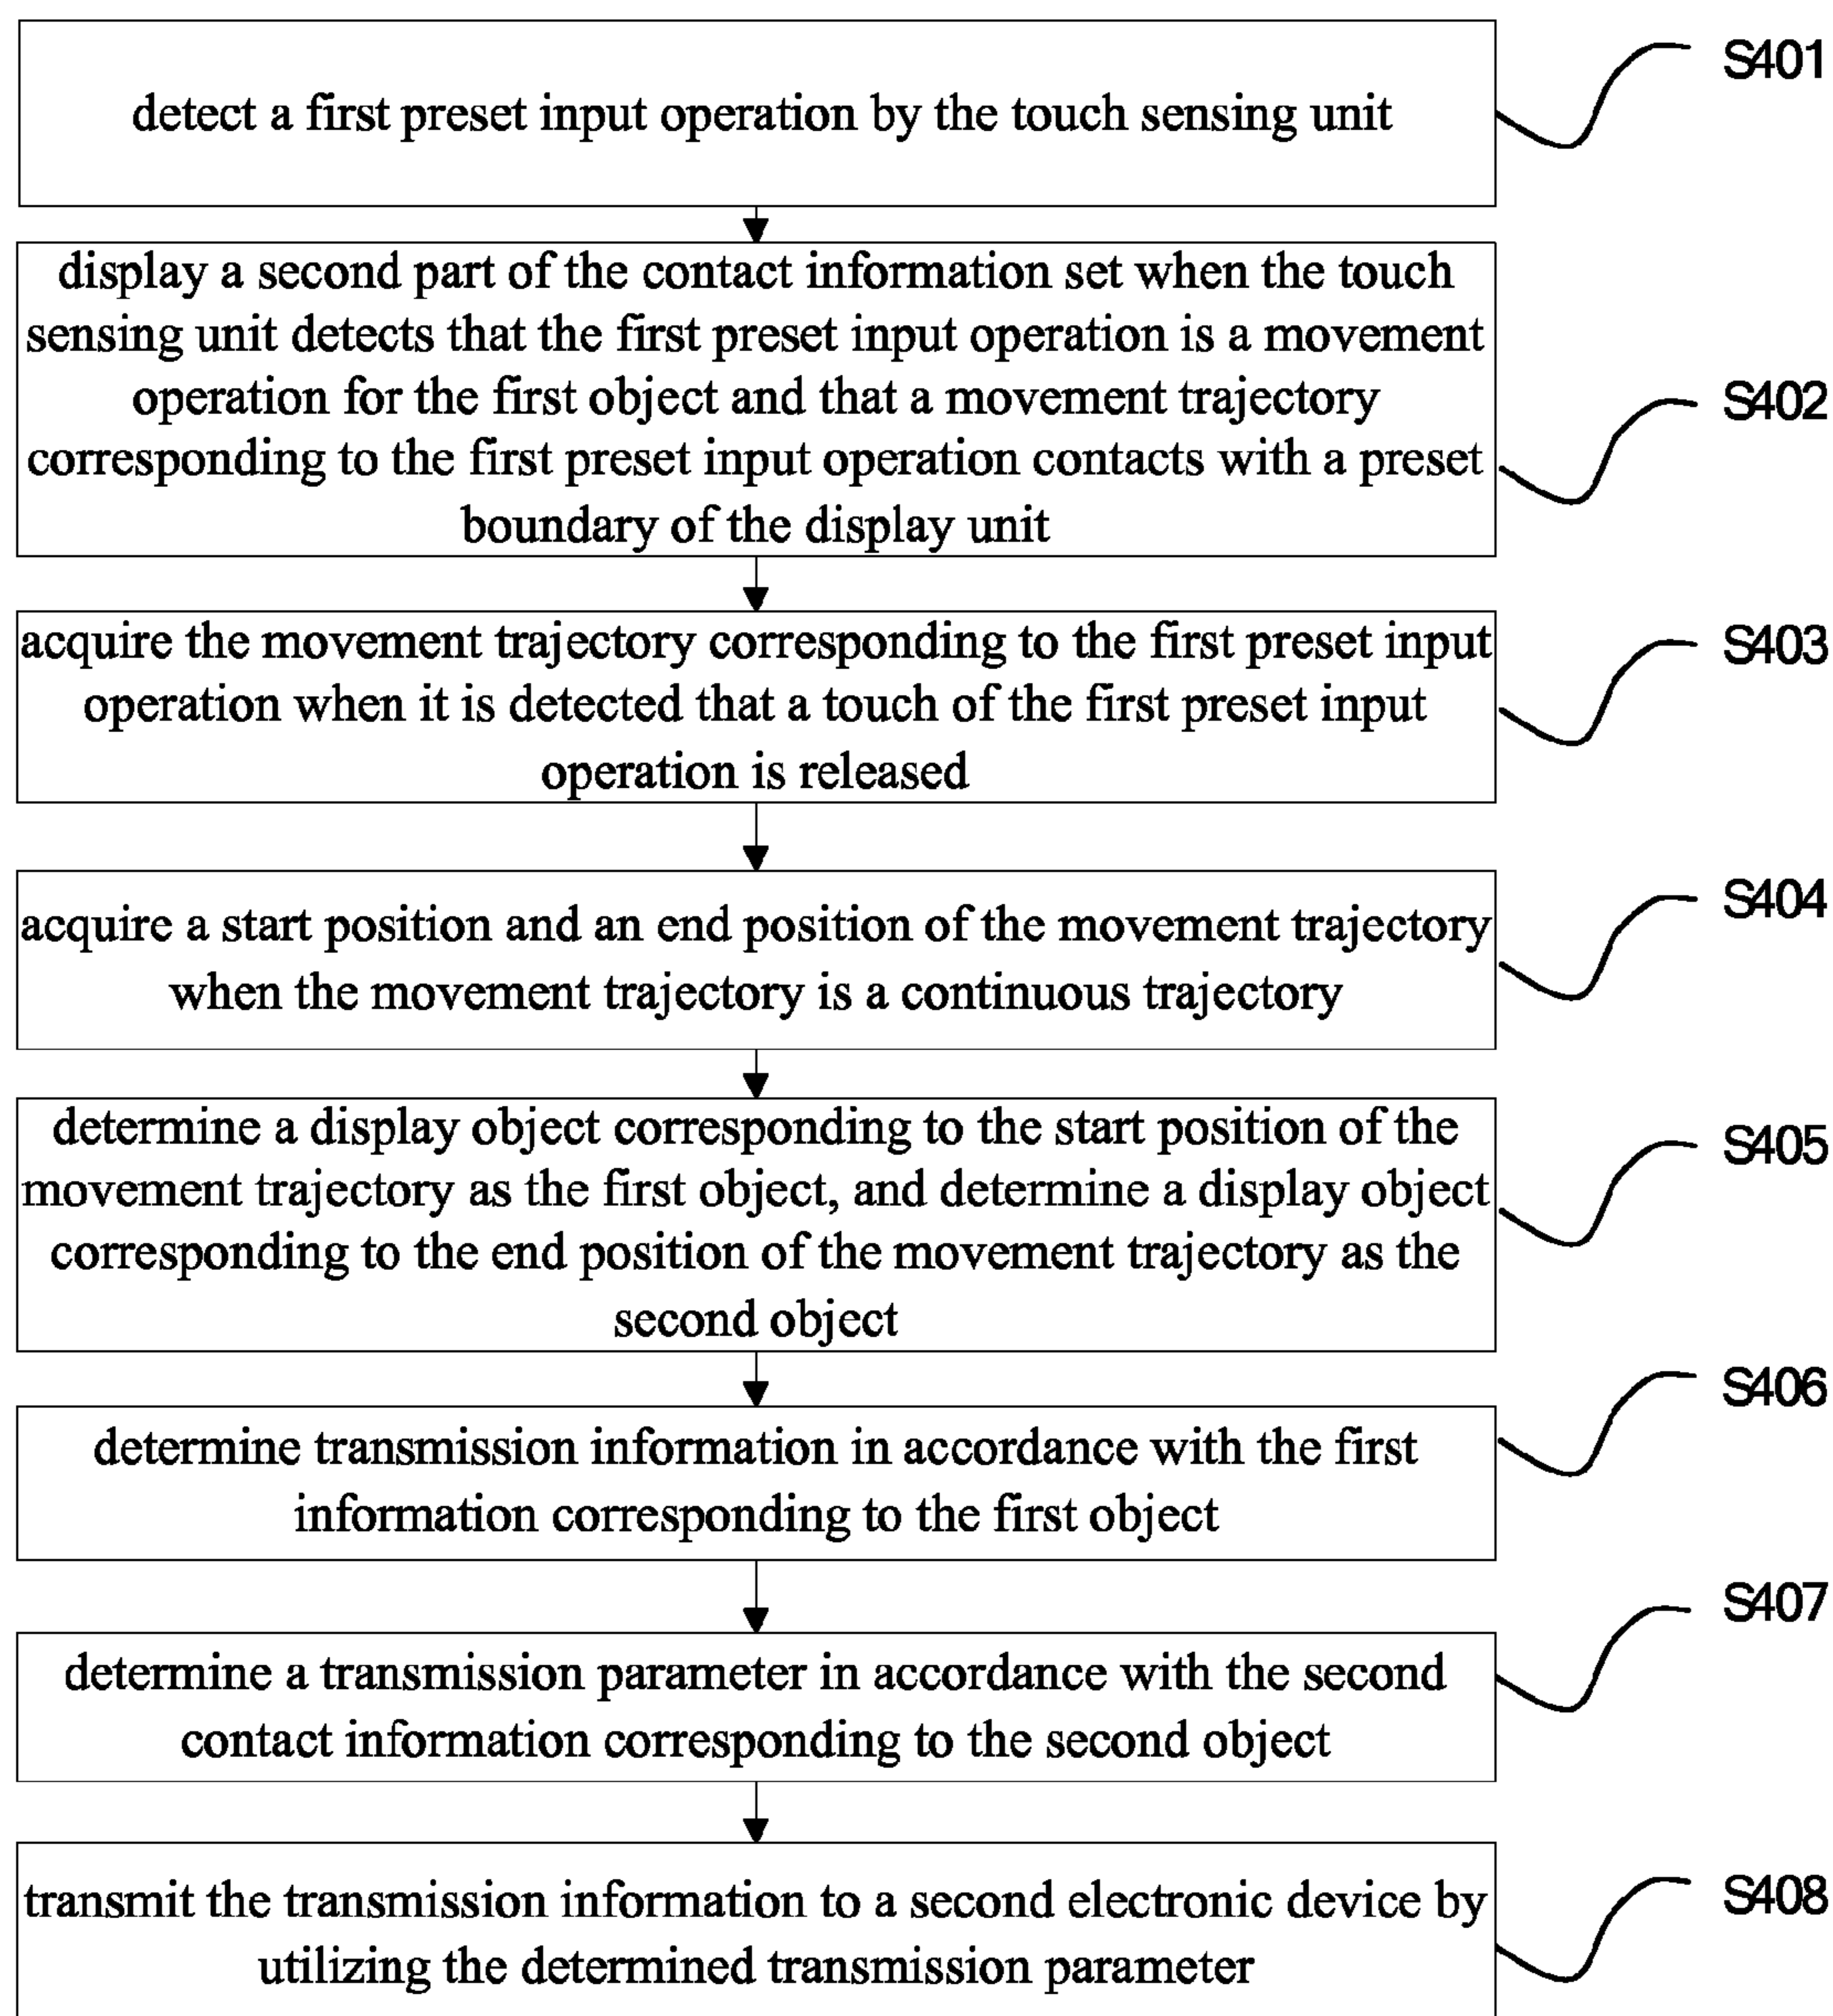 detect a first preset input operation by the touch sensing unit
S401
display a second part of the contact information set when the touch
sensing unit detects that the first preset input operation is a movement
operation for the first object and that a movement trajectory
corresponding to the first preset input operation contacts with a preset
boundary of the display unit
S402
acquire the movement trajectory corresponding to the first preset input
operation when it is detected that a touch of the first preset input
operation is released
S403
acquire a start position and an end position of the movement trajectory
when the movement trajectory is a continuous trajectory
S404
determine a display object corresponding to the start position of the
movement trajectory as the first object, and determine a display object
corresponding to the end position of the movement trajectory as the
second object
S405
determine transmission information in accordance with the first
information corresponding to the first object
S406
determine a transmission parameter in accordance with the second
contact information corresponding to the second object
S407
transmit the transmission information to a second electronic device by
utilizing the determined transmission parameter
S408